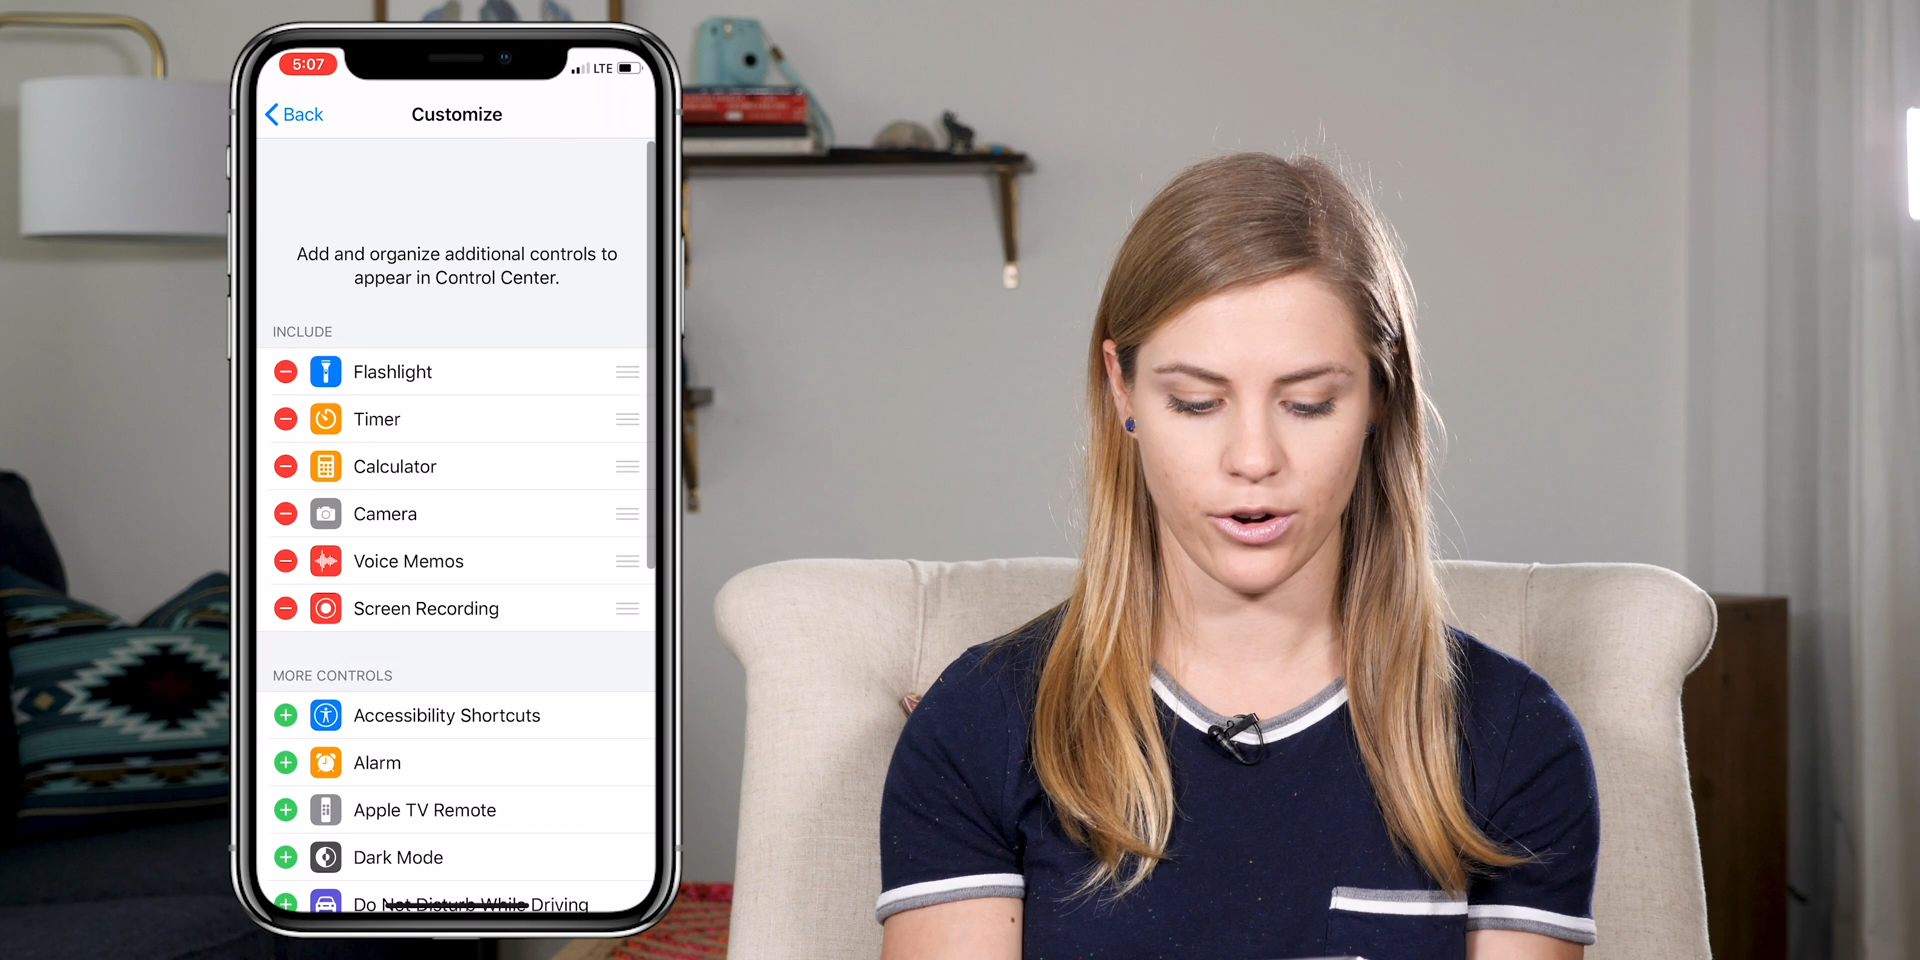 5:07
LTE
Back
Customize
Add and organize additional controls to
appear in Control Center.
INCLUDE
Flashlight
Timer
Calculator
Camera
Voice Memos
Screen Recording
MORE CONTROLS
Accessibility Shortcuts
Alarm
Apple TV Remote
Dark Mode
Do Not Disturb While Driving